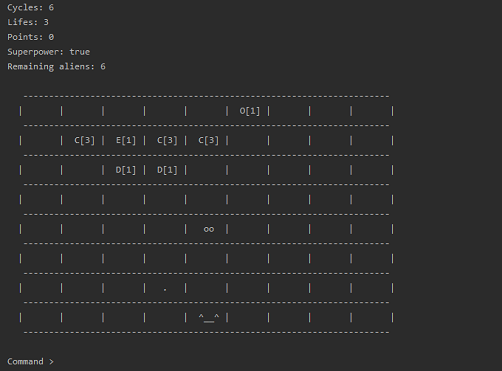 Cycles: 6
Lifes: 3
Points: 0
Superpower: true
Remaining aliens: 6
O[1]
C[3] E[1] C[3] C[3]
D[1] D[1]
oo
.
^__^
Command >